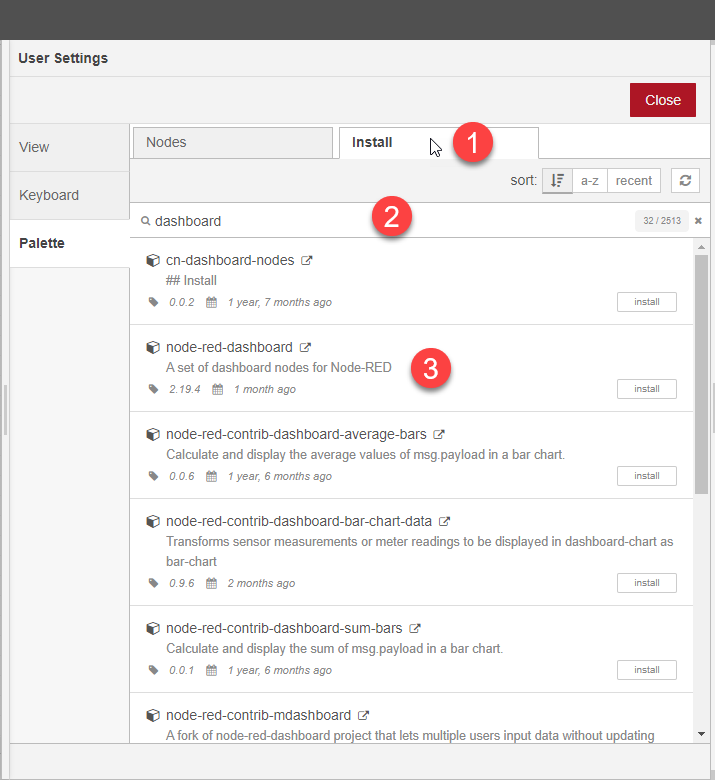 User Settings
Close
View
Keyboard
Palette
Nodes
Install
1
sort: a-z recent
dashboard
2
32 / 2513
cn-dashboard-nodes
## Install
0.0.2 1 year, 7 months ago
install
node-red-dashboard
A set of dashboard nodes for Node-RED
3
2.19.4 1 month ago
install
node-red-contrib-dashboard-average-bars
Calculate and display the average values of msg.payload in a bar chart.
0.0.6 1 year, 6 months ago
install
node-red-contrib-dashboard-bar-chart-data
Transforms sensor measurements or meter readings to be displayed in dashboard-chart as
bar-chart
0.9.6 2 months ago
install
node-red-contrib-dashboard-sum-bars
Calculate and display the sum of msg.payload in a bar chart.
0.0.1 1 year, 6 months ago
install
node-red-contrib-mdashboard
A fork of node-red-dashboard project that lets multiple users input data without updating